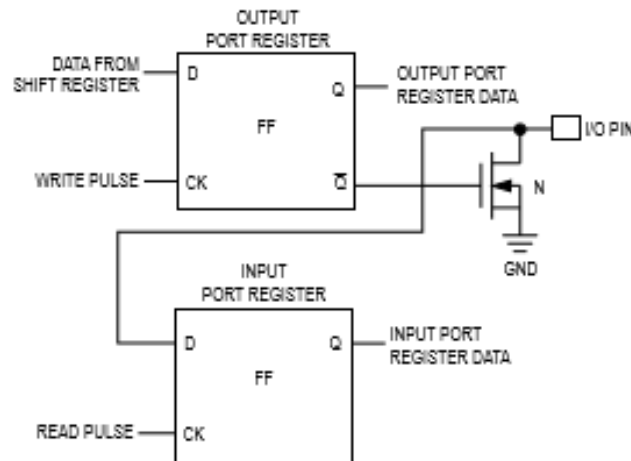 OUTPUT
PORT REGISTER
DATA FROM
SHIFT REGISTER
D
Q
OUTPUT PORT
REGISTER DATA
FF
I/O PIN
WRITE PULSE
CK
Q
N
GND
INPUT
PORT REGISTER
D
Q
INPUT PORT
REGISTER DATA
FF
READ PULSE
CK